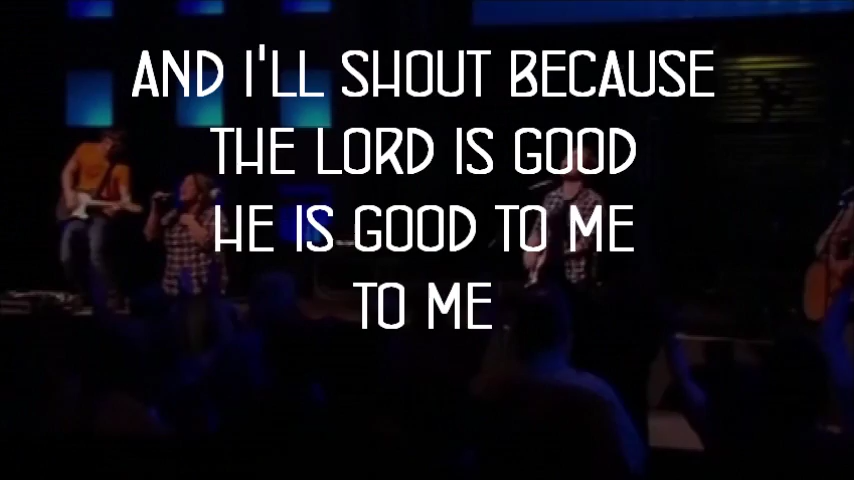 AND I'LL SHOUT BECAUSE
THE LORD IS GOOD
HE IS GOOD TO ME
TO ME